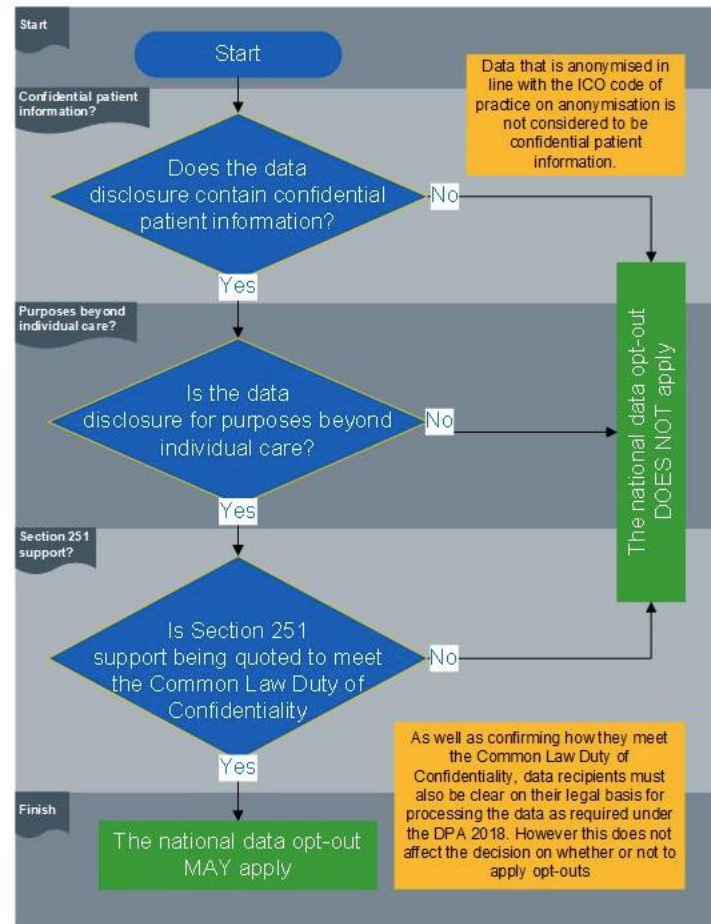 Start
Start
Data that is anonymised in
line with the ICO code of
practice on anonymisation is
not considered to be
confidential patient
information.
Confidential patient
information?
Does the data
disclosure contain confidential
patient information?
No
Yes
Purposes beyond
individual care?
Is the data
disclosure for purposes beyond
individual care?
No
The national data opt-out
DOES NOT apply
Yes
Section 251
support?
Is Section 251
support being quoted to meet
the Common Law Duty of
Confidentiality
No
Yes
As well as confirming how they meet
the Common Law Duty of
Confidentiality, data recipients must
also be clear on their legal basis for
processing the data as required under
the DPA 2018. However this does not
affect the decision on whether or not to
apply opt-outs
Finish
The national data opt-out
MAY apply